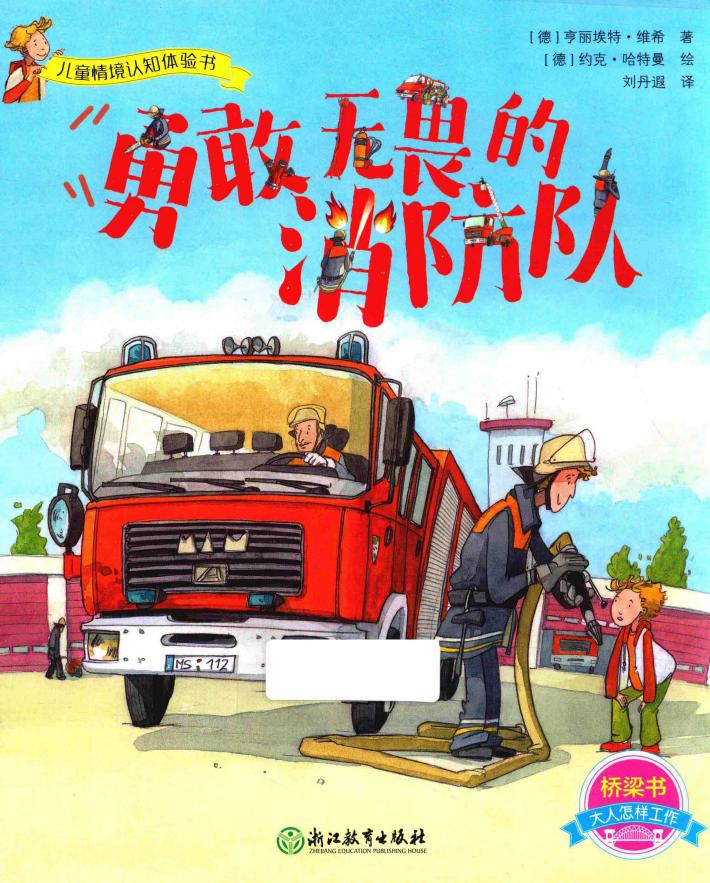 [德]亨丽埃特·维希 著
[德]约克·哈特曼 绘
刘丹遐 译
儿童情境认知体验书
勇敢无畏的
消防队
MAN
MS 112
桥梁书
大人怎样工作
浙江教育出版社
ZHEJIANG EDUCATION PUBLISHING HOUSE